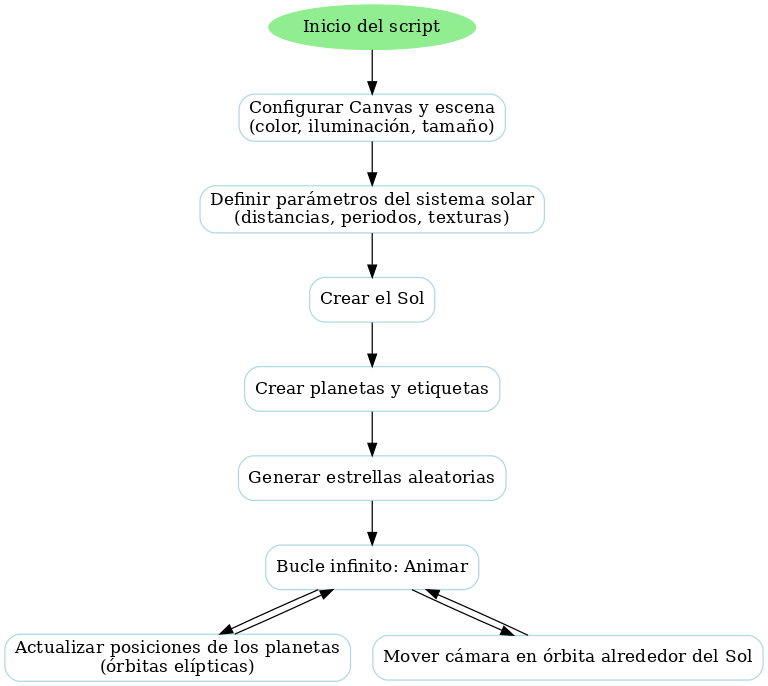 Inicio del script
Configurar Canvas y escena
(color, iluminación, tamaño)
Definir parámetros del sistema solar
(distancias, periodos, texturas)
Crear el Sol
Crear planetas y etiquetas
Generar estrellas aleatorias
Bucle infinito: Animar
Actualizar posiciones de los planetas
(órbitas elípticas)
Mover cámara en órbita alrededor del Sol